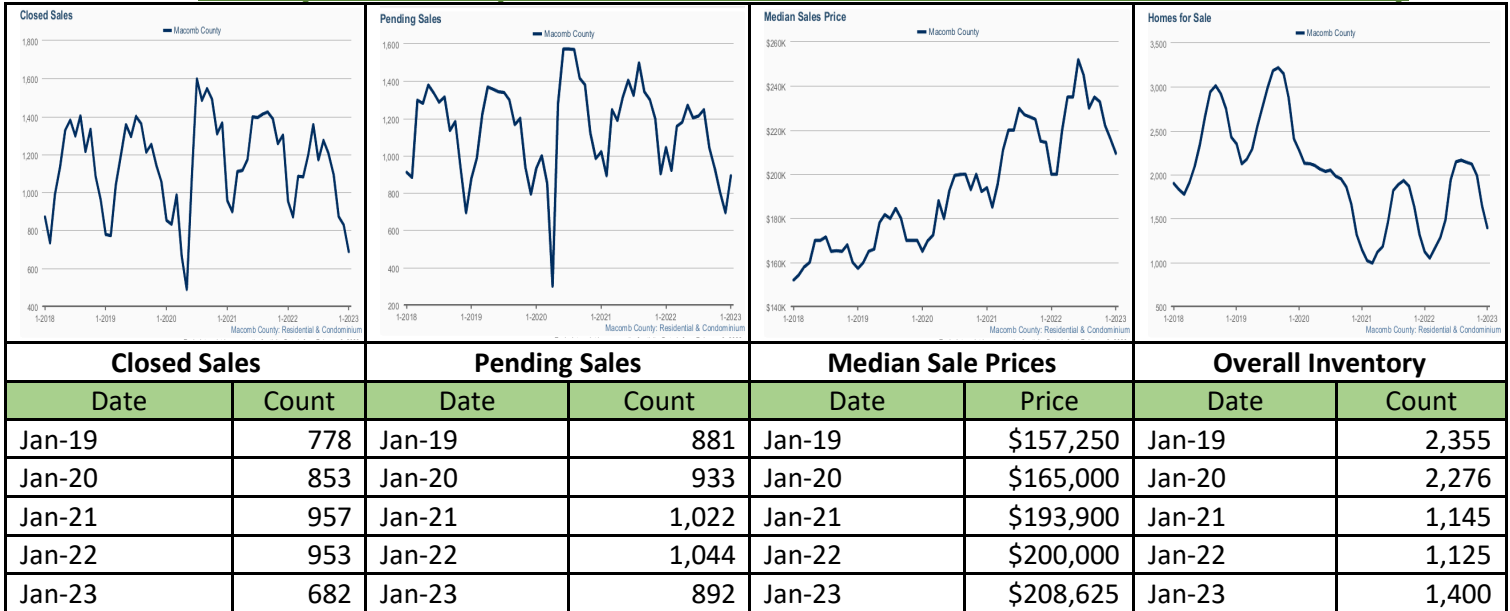 Closed Sales
Macomb County
1,800
1,600
1,400
1,200
1,000
800
600
400
1-2018 1-2019 1-2020 1-2021 1-2022 1-2023
Macomb County: Residential & Condominium
Pending Sales
Macomb County
1,600
1,400
1,200
1,000
800
600
400
200
1-2018 1-2019 1-2020 1-2021 1-2022 1-2023
Macomb County: Residential & Condominium
Median Sales Price
Macomb County
$260K
$240K
$220K
$200K
$180K
$160K
$140K
1-2018 1-2019 1-2020 1-2021 1-2022 1-2023
Macomb County: Residential & Condominium
Homes for Sale
Macomb County
3,500
3,000
2,500
2,000
1,500
1,000
500
1-2018 1-2019 1-2020 1-2021 1-2022 1-2023
Macomb County: Residential & Condominium
Closed Sales Pending Sales Median Sale Prices Overall Inventory
Date Count Date Count Date Price Date Count
Jan-19 778 Jan-19 881 Jan-19 $157,250 Jan-19 2,355
Jan-20 853 Jan-20 933 Jan-20 $165,000 Jan-20 2,276
Jan-21 957 Jan-21 1,022 Jan-21 $193,900 Jan-21 1,145
Jan-22 953 Jan-22 1,044 Jan-22 $200,000 Jan-22 1,125
Jan-23 682 Jan-23 892 Jan-23 $208,625 Jan-23 1,400